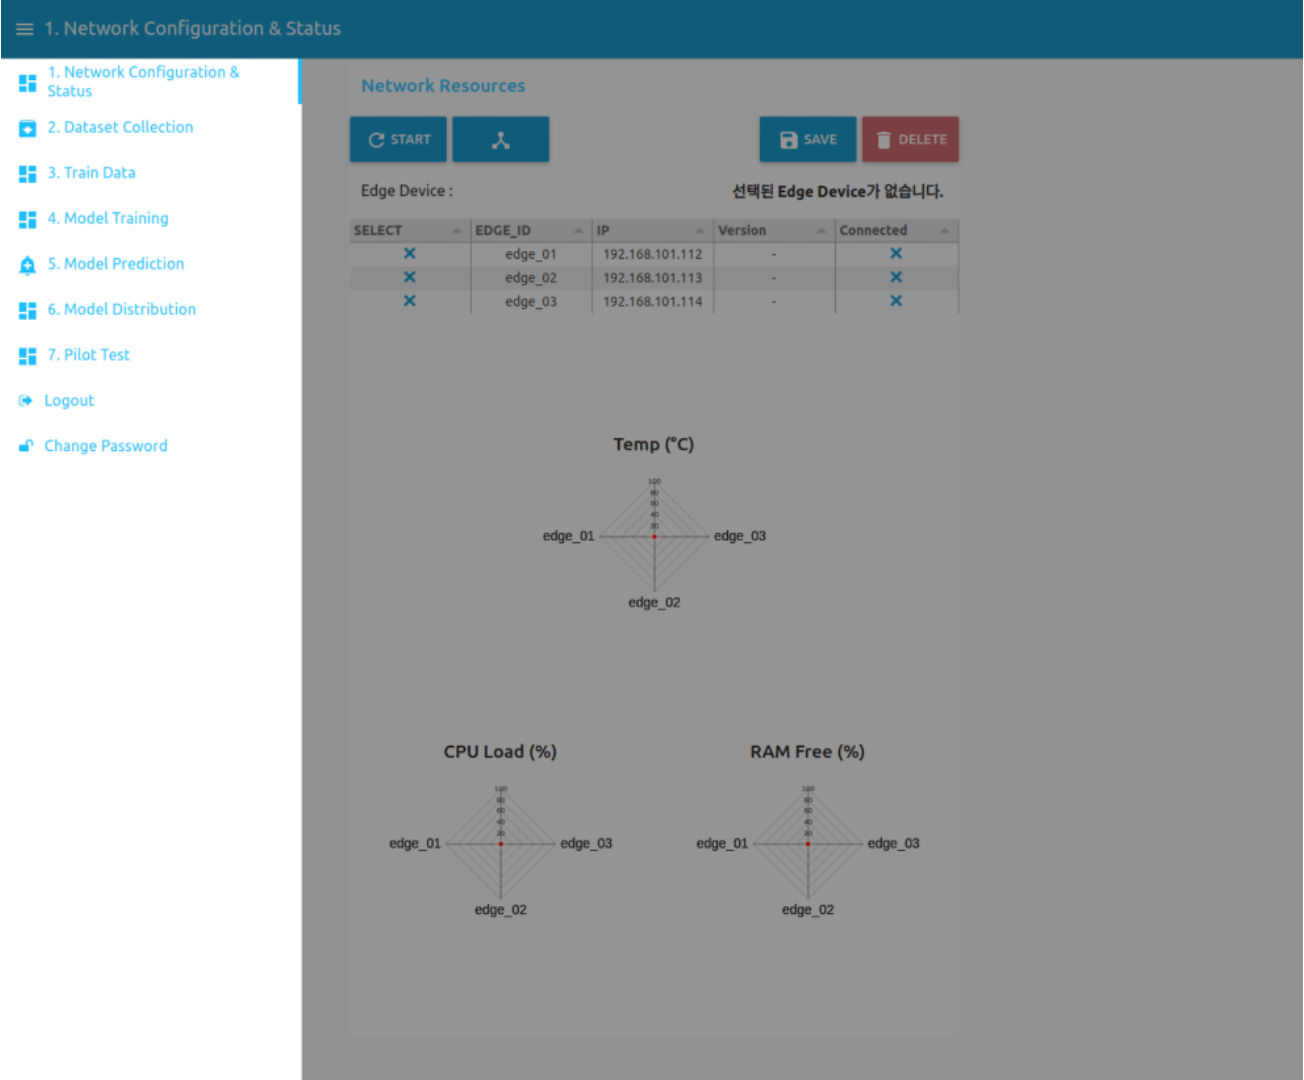 1. Network Configuration & Status
1. Network Configuration &
Status
2. Dataset Collection
3. Train Data
4. Model Training
5. Model Prediction
6. Model Distribution
7. Pilot Test
Logout
Change Password
Network Resources
START
SAVE
DELETE
Edge Device :
선택된 Edge Device가 없습니다.
SELECT EDGE_ID IP Version Connected
edge_01 192.168.101.112 -
edge_02 192.168.101.113 -
edge_03 192.168.101.114 -
Temp (°C)
100
80
60
40
20
edge_01
edge_03
edge_02
CPU Load (%)
100
80
60
40
20
edge_01
edge_03
edge_02
RAM Free (%)
100
80
60
40
20
edge_01
edge_03
edge_02